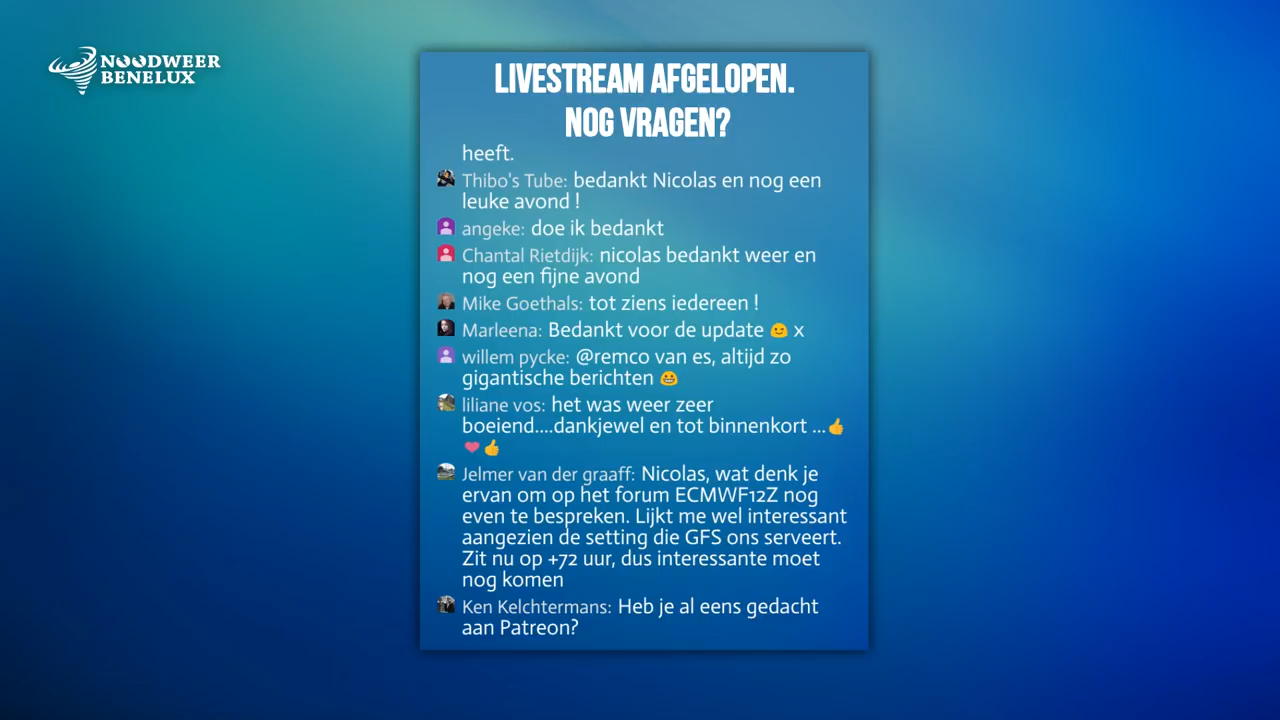 NOODWEER
BENELUX
LIVESTREAM AFGELOPEN.
NOG VRAGEN?
heeft.
Thibo's Tube: bedankt Nicolas en nog een
leuke avond !
angeke: doe ik bedankt
Chantal Rietdijk: nicolas bedankt weer en
nog een fijne avond
Mike Goethals: tot ziens iedereen !
Marleena: Bedankt voor de update 😊 x
willem pycke: @remco van es, altijd zo
gigantische berichten 😬
liliane vos: het was weer zeer
boeiend....dankjewel en tot binnenkort ...👍
❤👍
Jelmer van der graaff: Nicolas, wat denk je
ervan om op het forum ECMWF12Z nog
even te bespreken. Lijkt me wel interessant
aangezien de setting die GFS ons serveert.
Zit nu op +72 uur, dus interessante moet
nog komen
Ken Kelchtermans: Heb je al eens gedacht
aan Patreon?